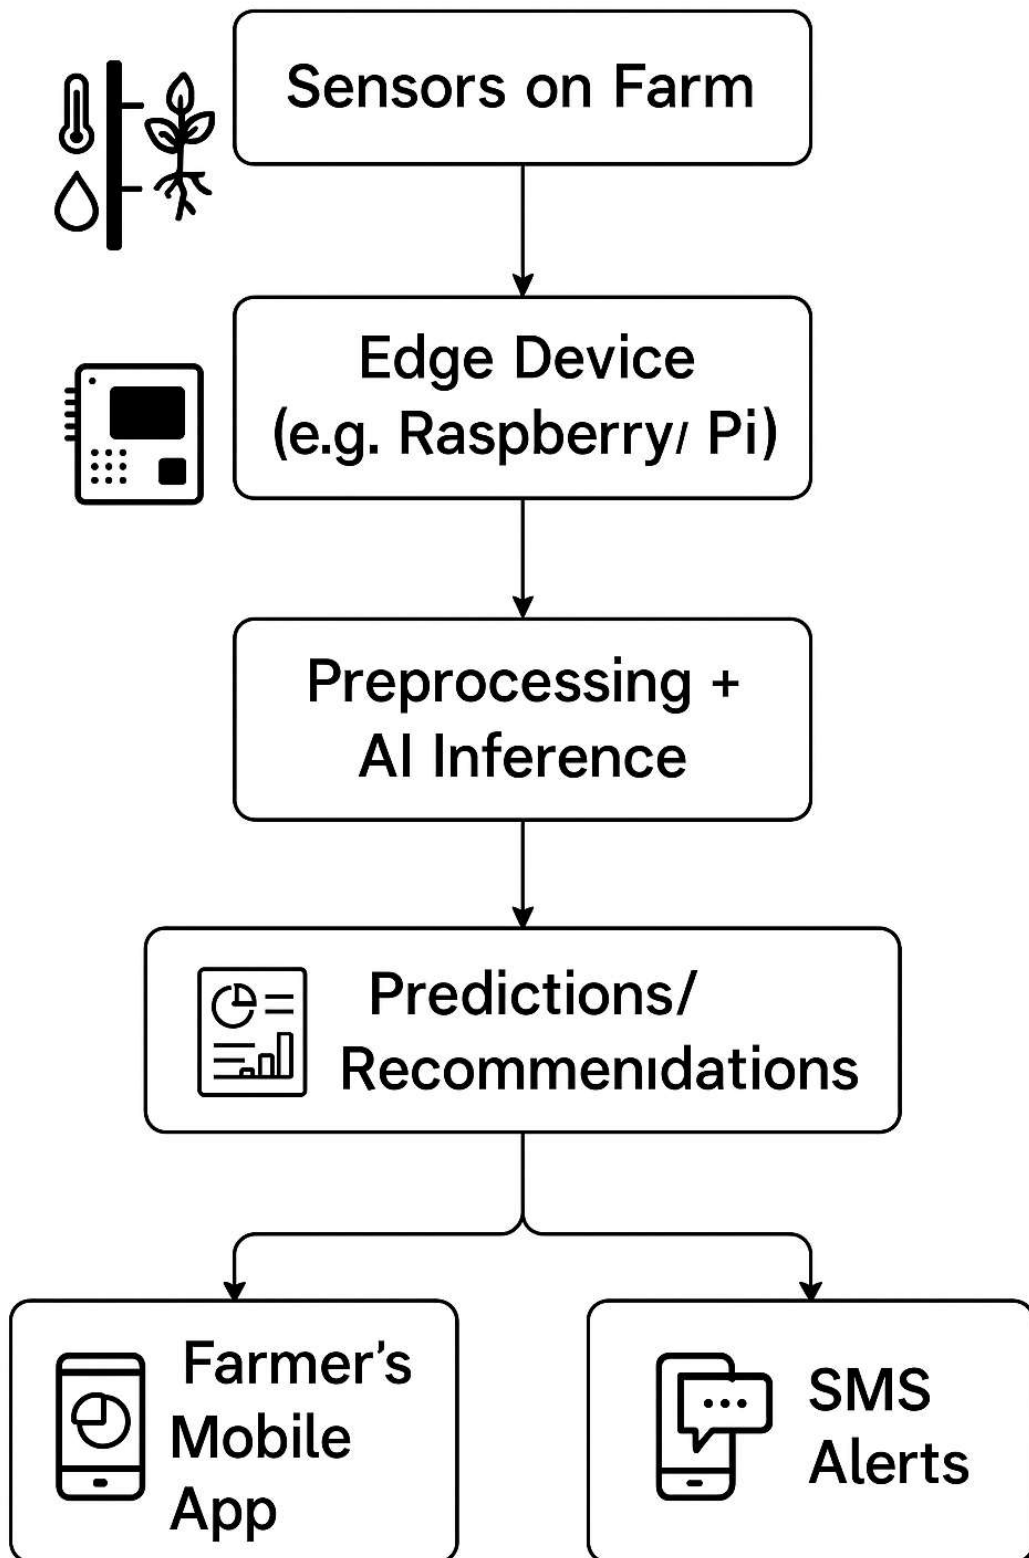 Sensors on Farm
Edge Device
(e.g. Raspberry/ Pi)
Preprocessing +
AI Inference
Predictions/
Recommenıdations
Farmer's
Mobile
App
SMS
Alerts